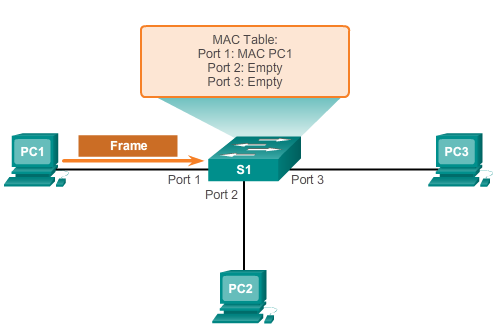 MAC Table:
Port 1: MAC PC1
Port 2: Empty
Port 3: Empty
Frame
PC1
PC3
S1
Port 1
Port 3
Port 2
PC2